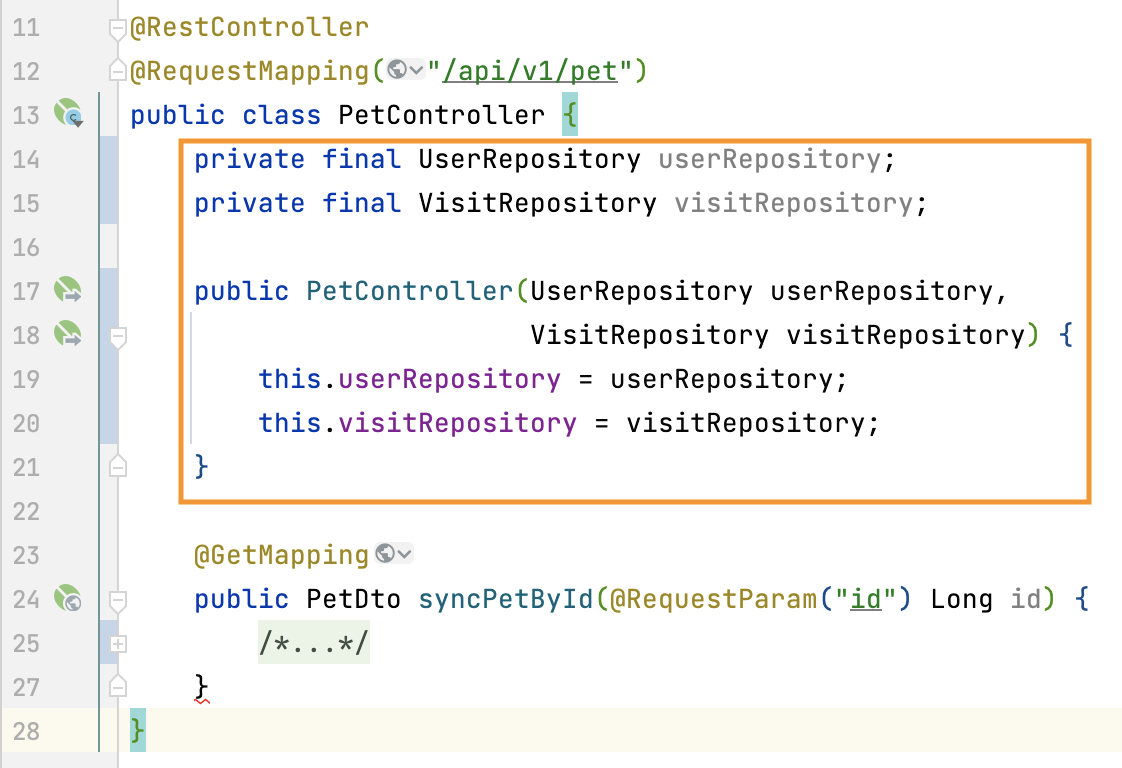 11 @RestController
12 @RequestMapping("/api/v1/pet")
13 public class PetController {
14 private final UserRepository userRepository;
15 private final VisitRepository visitRepository;
16
17 public PetController(UserRepository userRepository,
18 VisitRepository visitRepository) {
19 this.userRepository = userRepository;
20 this.visitRepository = visitRepository;
21 }
22
23 @GetMapping
24 public PetDto syncPetById(@RequestParam("id") Long id) {
25 /*...*/
27 }
28 }